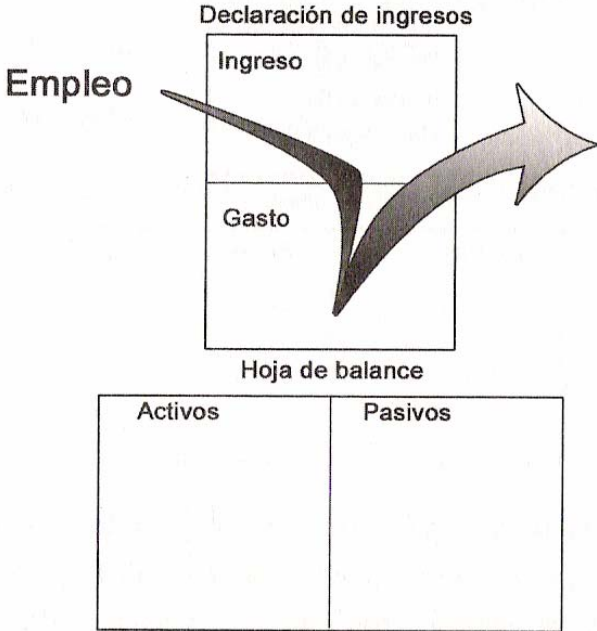 Declaración de ingresos
Ingreso
Empleo
Gasto
Hoja de balance
Activos
Pasivos